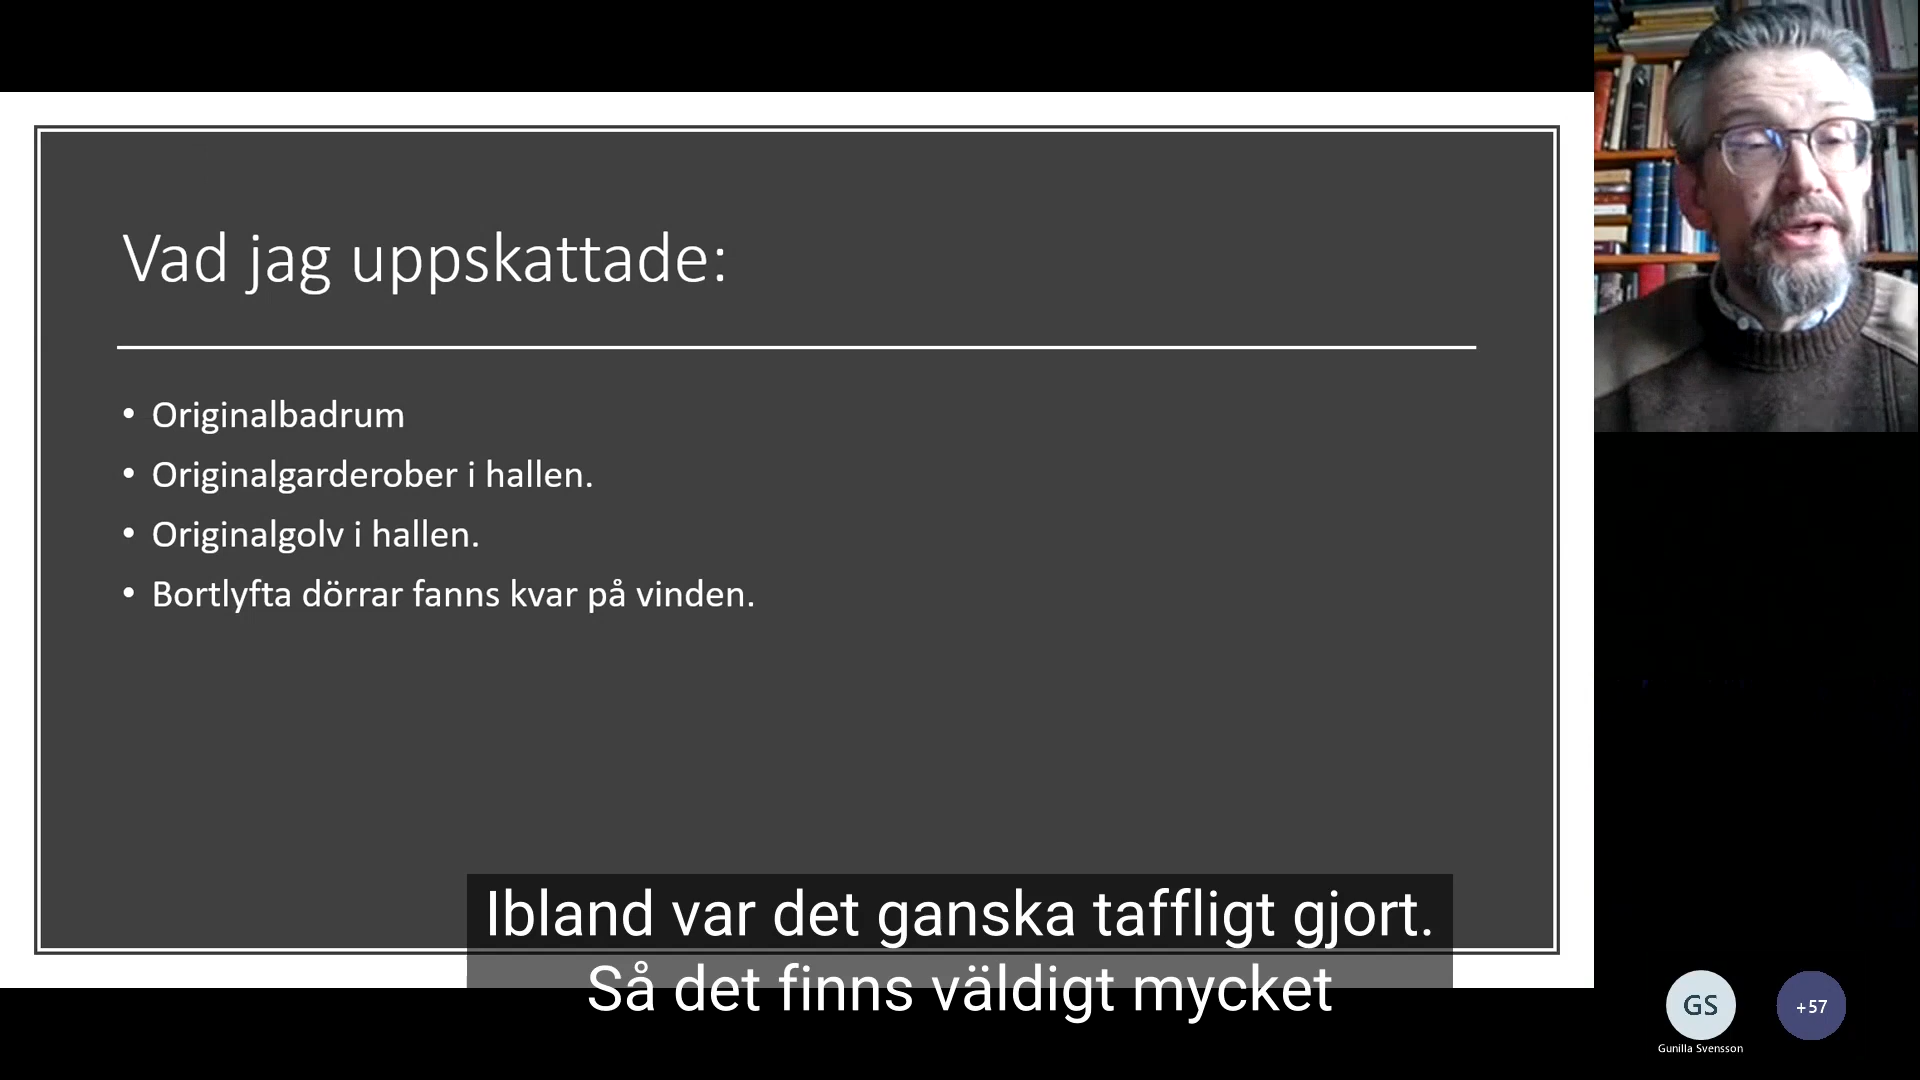 Vad jag uppskattade:
• Originalbadrum
• Originalgarderober i hallen.
• Originalgolv i hallen.
• Bortlyfta dörrar fanns kvar på vinden.
Ibland var det ganska taffligt gjort.
Så det finns väldigt mycket
GS
+57
Gunilla Svensson